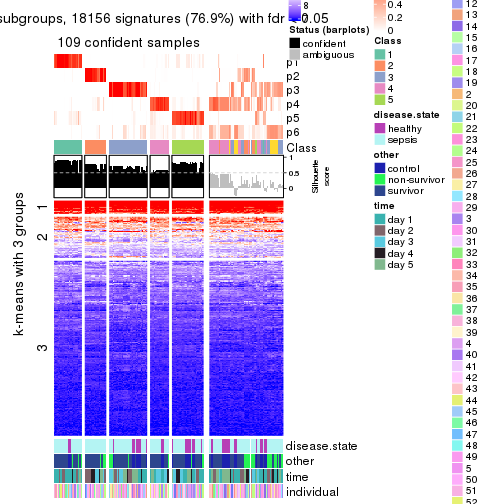 subgroups, 18156 signatures (76.9%) with fdr < 0.05
109 confident samples
p1
p2
p3
p4
p5
p6
Class
1
0.5
0
Silhouette
score
k-means with 3 groups
1
2
3
disease.state
other
time
individual
8
0
Status (barplots)
confident
ambiguous
0.4
0.2
0
Class
1
2
3
4
5
disease.state
healthy
sepsis
other
control
non-survivor
survivor
time
day 1
day 2
day 3
day 4
day 5
12
13
14
15
16
17
18
19
2
20
21
22
23
24
25
26
27
28
29
3
30
31
32
33
34
35
36
37
38
39
4
40
41
42
43
44
45
46
47
48
49
5
50
51